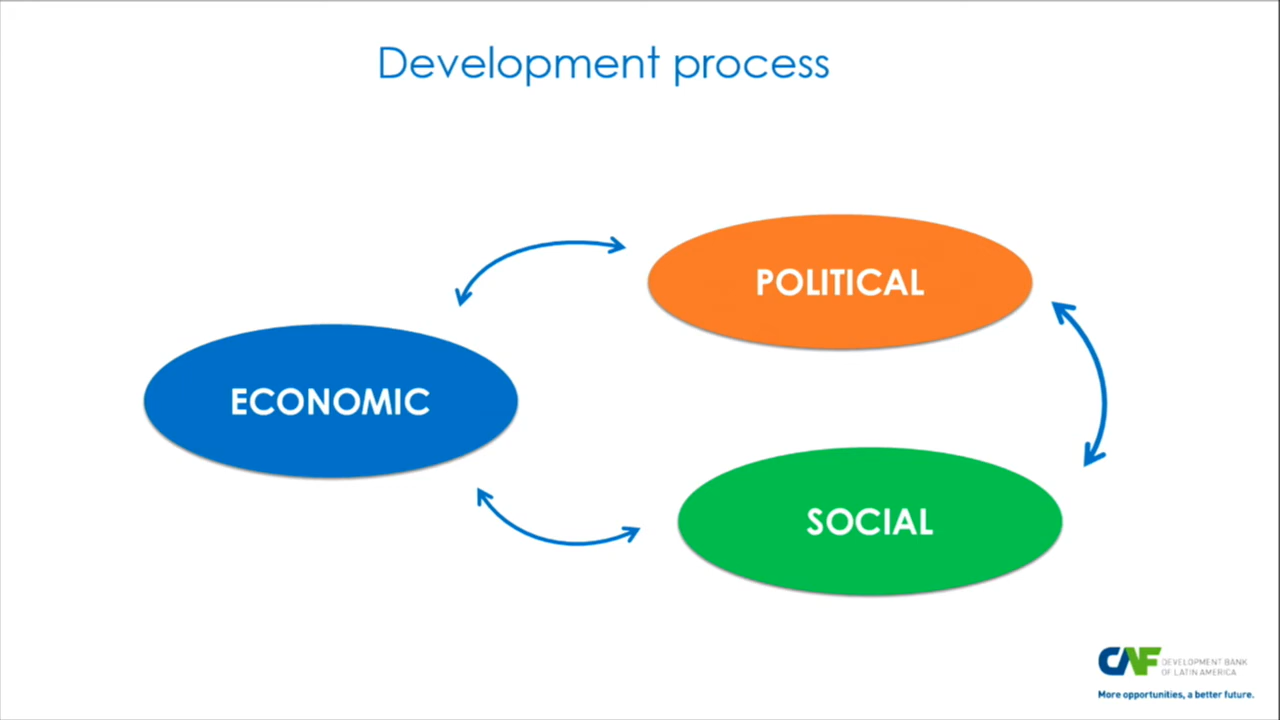 Development process
POLITICAL
ECONOMIC
SOCIAL
CAF DEVELOPMENT BANK
OF LATIN AMERICA
More opportunities, a better future.